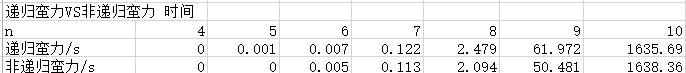 递归蛮力VS非递归蛮力 时间
n 4 5 6 7 8 9 10
递归蛮力/s 0 0.001 0.007 0.122 2.479 61.972 1635.69
非递归蛮力/s 0 0 0.005 0.113 2.094 50.481 1638.36